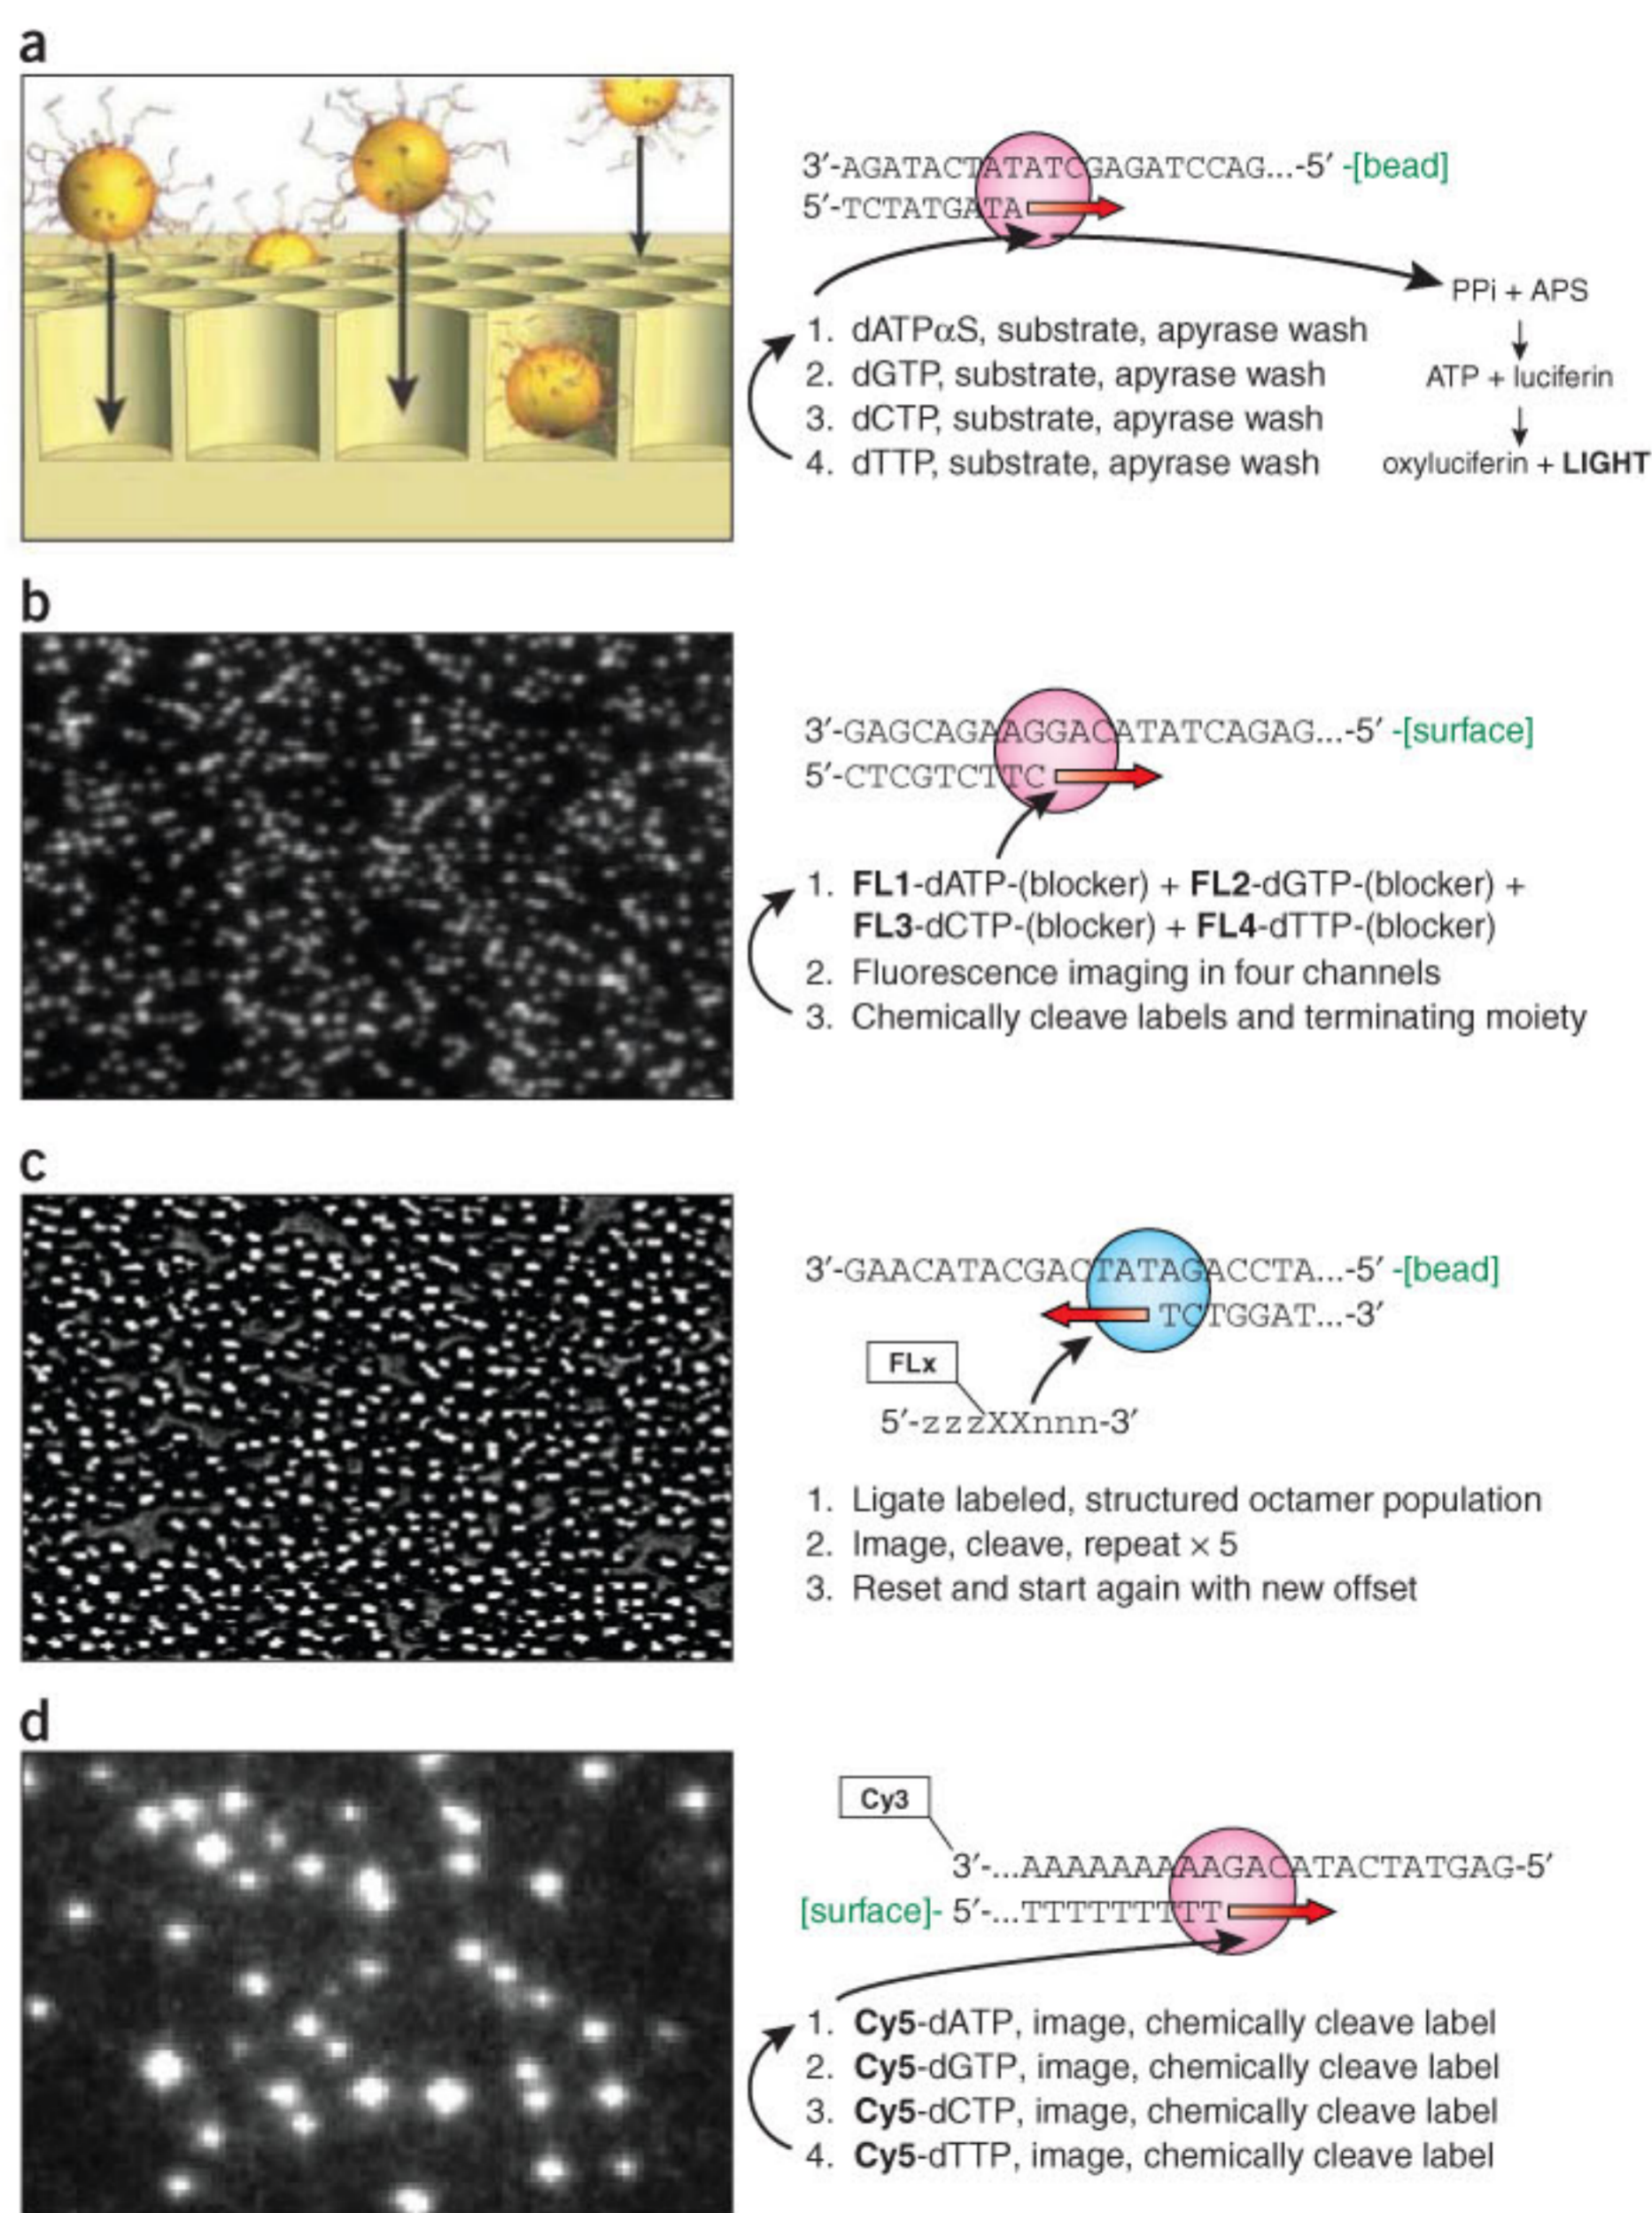 a
3′-AGATACTATATCGAGATCCAG...-5′ -[bead]
5′-TCTATGATA
PPi + APS
1. dATPαS, substrate, apyrase wash
2. dGTP, substrate, apyrase wash
ATP + luciferin
3. dCTP, substrate, apyrase wash
4. dTTP, substrate, apyrase wash
oxyluciferin + LIGHT
b
3′-GAGCAGAAGGACATATCAGAG...-5′ -[surface]
5′-CTCGTCTTC
1. FL1-dATP-(blocker) + FL2-dGTP-(blocker) +
FL3-dCTP-(blocker) + FL4-dTTP-(blocker)
2. Fluorescence imaging in four channels
3. Chemically cleave labels and terminating moiety
c
3′-GAACATACGACTATAGACCTA...-5′ -[bead]
TCTGGAT...-3′
FLx
5′-zzzXXnnn-3′
1. Ligate labeled, structured octamer population
2. Image, cleave, repeat × 5
3. Reset and start again with new offset
d
Cy3
3′-...AAAAAAAAAAGACATACTATGAG-5′
[surface]- 5′-...TTTTTTTTTT
1. Cy5-dATP, image, chemically cleave label
2. Cy5-dGTP, image, chemically cleave label
3. Cy5-dCTP, image, chemically cleave label
4. Cy5-dTTP, image, chemically cleave label